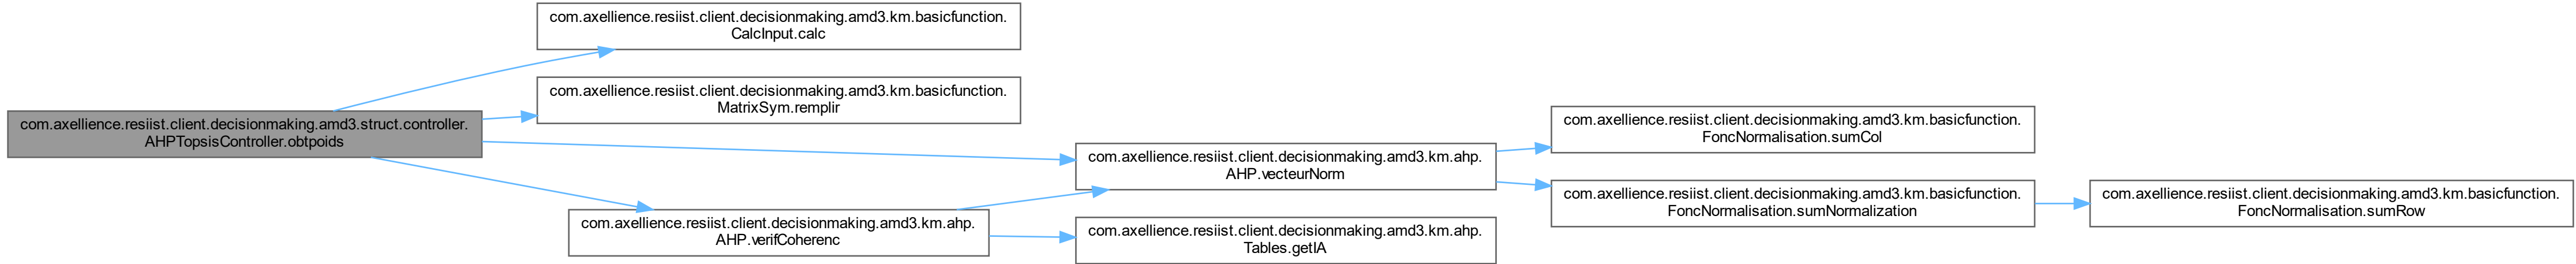 com.axellience.resiist.client.decisionmaking.amd3.km.basicfunction.
CalcInput.calc
com.axellience.resiist.client.decisionmaking.amd3.km.basicfunction.
MatrixSym.remplir
com.axellience.resiist.client.decisionmaking.amd3.struct.controller.
AHPTopsisController.obtpoids
com.axellience.resiist.client.decisionmaking.amd3.km.ahp.
AHP.vecteurNorm
com.axellience.resiist.client.decisionmaking.amd3.km.ahp.
AHP.verifCoherenc
com.axellience.resiist.client.decisionmaking.amd3.km.ahp.
Tables.getIA
com.axellience.resiist.client.decisionmaking.amd3.km.basicfunction.
FoncNormalisation.sumCol
com.axellience.resiist.client.decisionmaking.amd3.km.basicfunction.
FoncNormalisation.sumNormalization
com.axellience.resiist.client.decisionmaking.amd3.km.basicfunction.
FoncNormalisation.sumRow